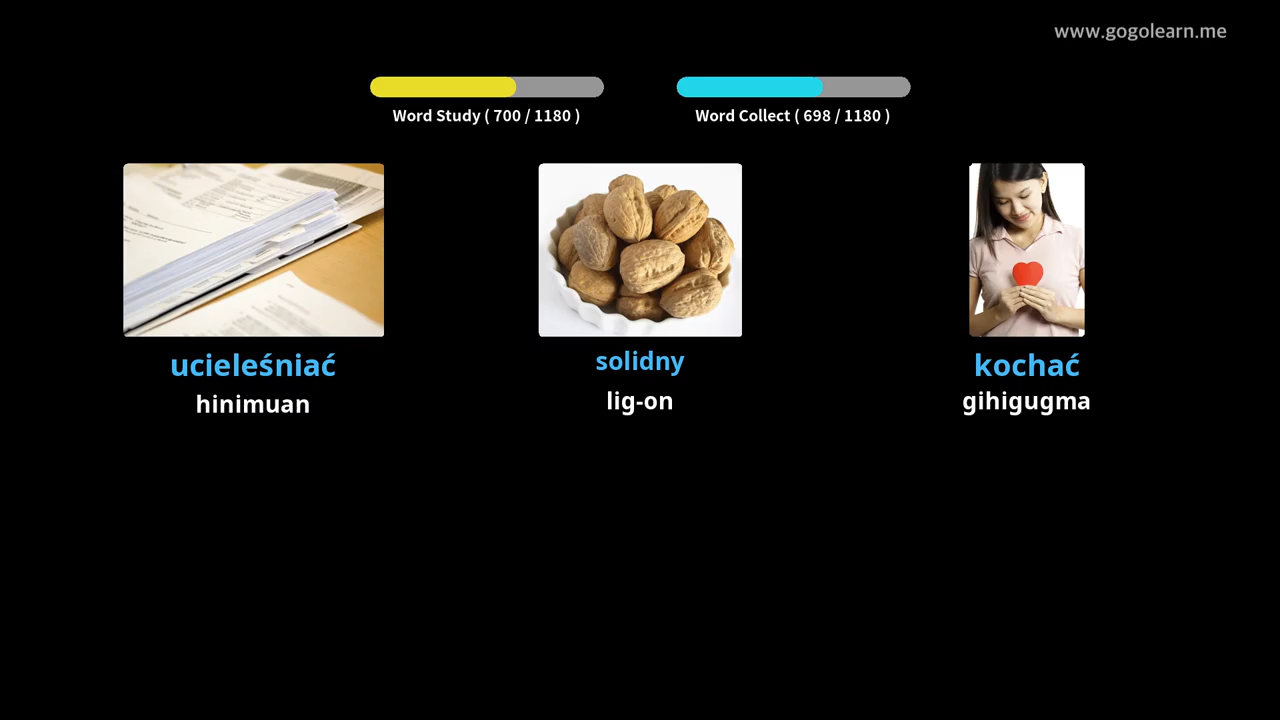 www.gogolearn.me
Word Study ( 700 / 1180 )
Word Collect ( 698 / 1180 )
ucieleśniać
solidny
kochać
hinimuan
lig-on
gihigugma